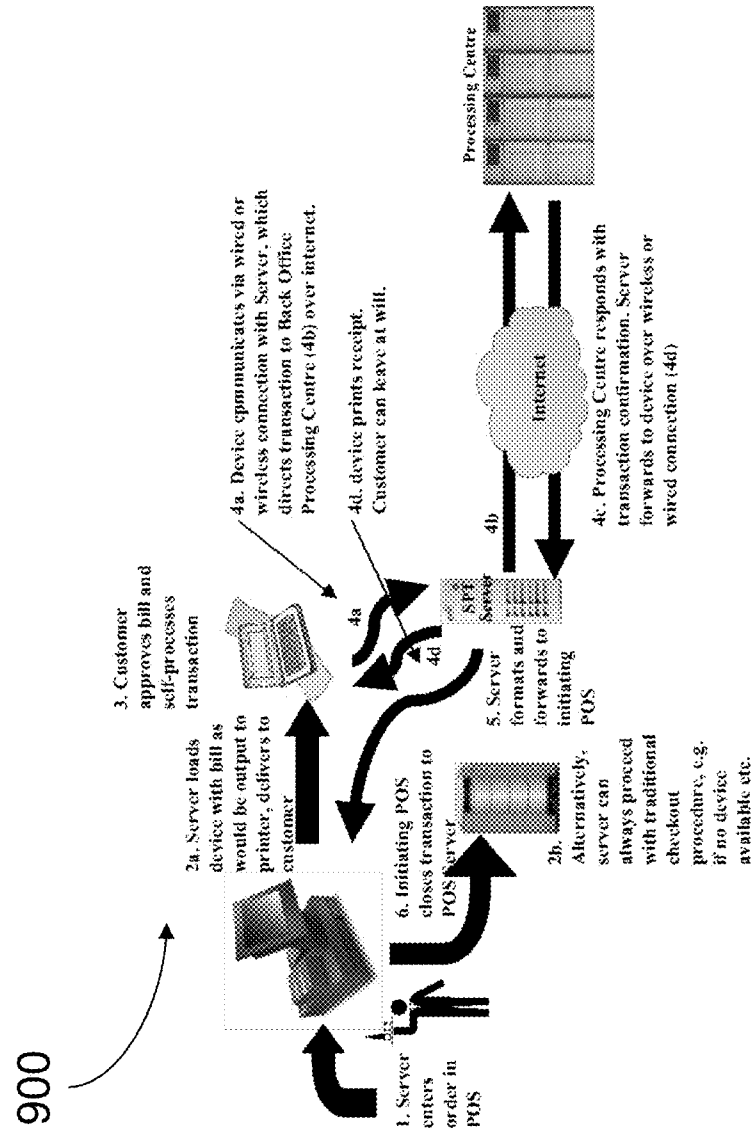 900
1. Server
enters
order in
POS
2a. Server loads
device with bill as
would be output to
printer, delivers to
customer
3. Customer
approves bill and
self-processes
transaction
4a. Device communicates via wired or
wireless connection with Server, which
directs transaction to Back Office
Processing Centre (4b) over internet.
4d. device prints receipt.
Customer can leave at will.
4a
4d
SPT
Server
4b
Internet
Processing Centre
4c. Processing Centre responds with
transaction confirmation. Server
forwards to device over wireless or
wired connection (4d)
5. Server
formats and
forwards to
initiating
POS
6. Initiating POS
closes transaction to
POS Server
2b.
Alternatively,
server can
always proceed
with traditional
checkout
procedure, e.g.
if no device
available etc.